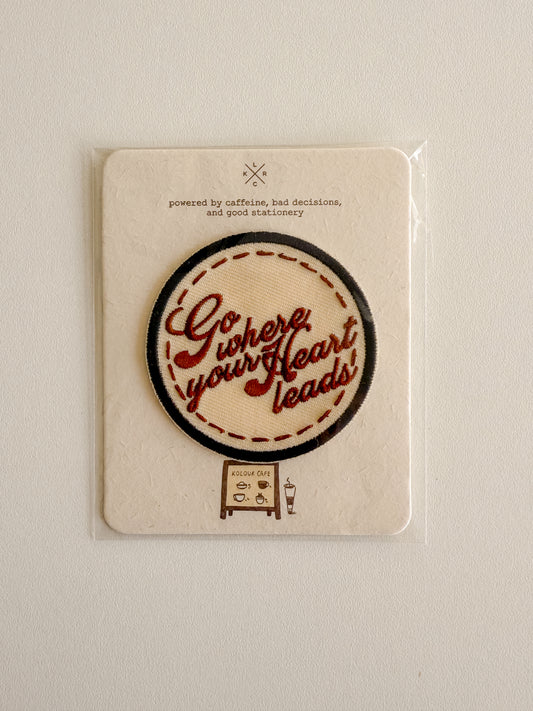 L
K R
C
powered by caffeine, bad decisions,
and good stationery
Go
where
your Heart
leads
KOLOUR CAFE